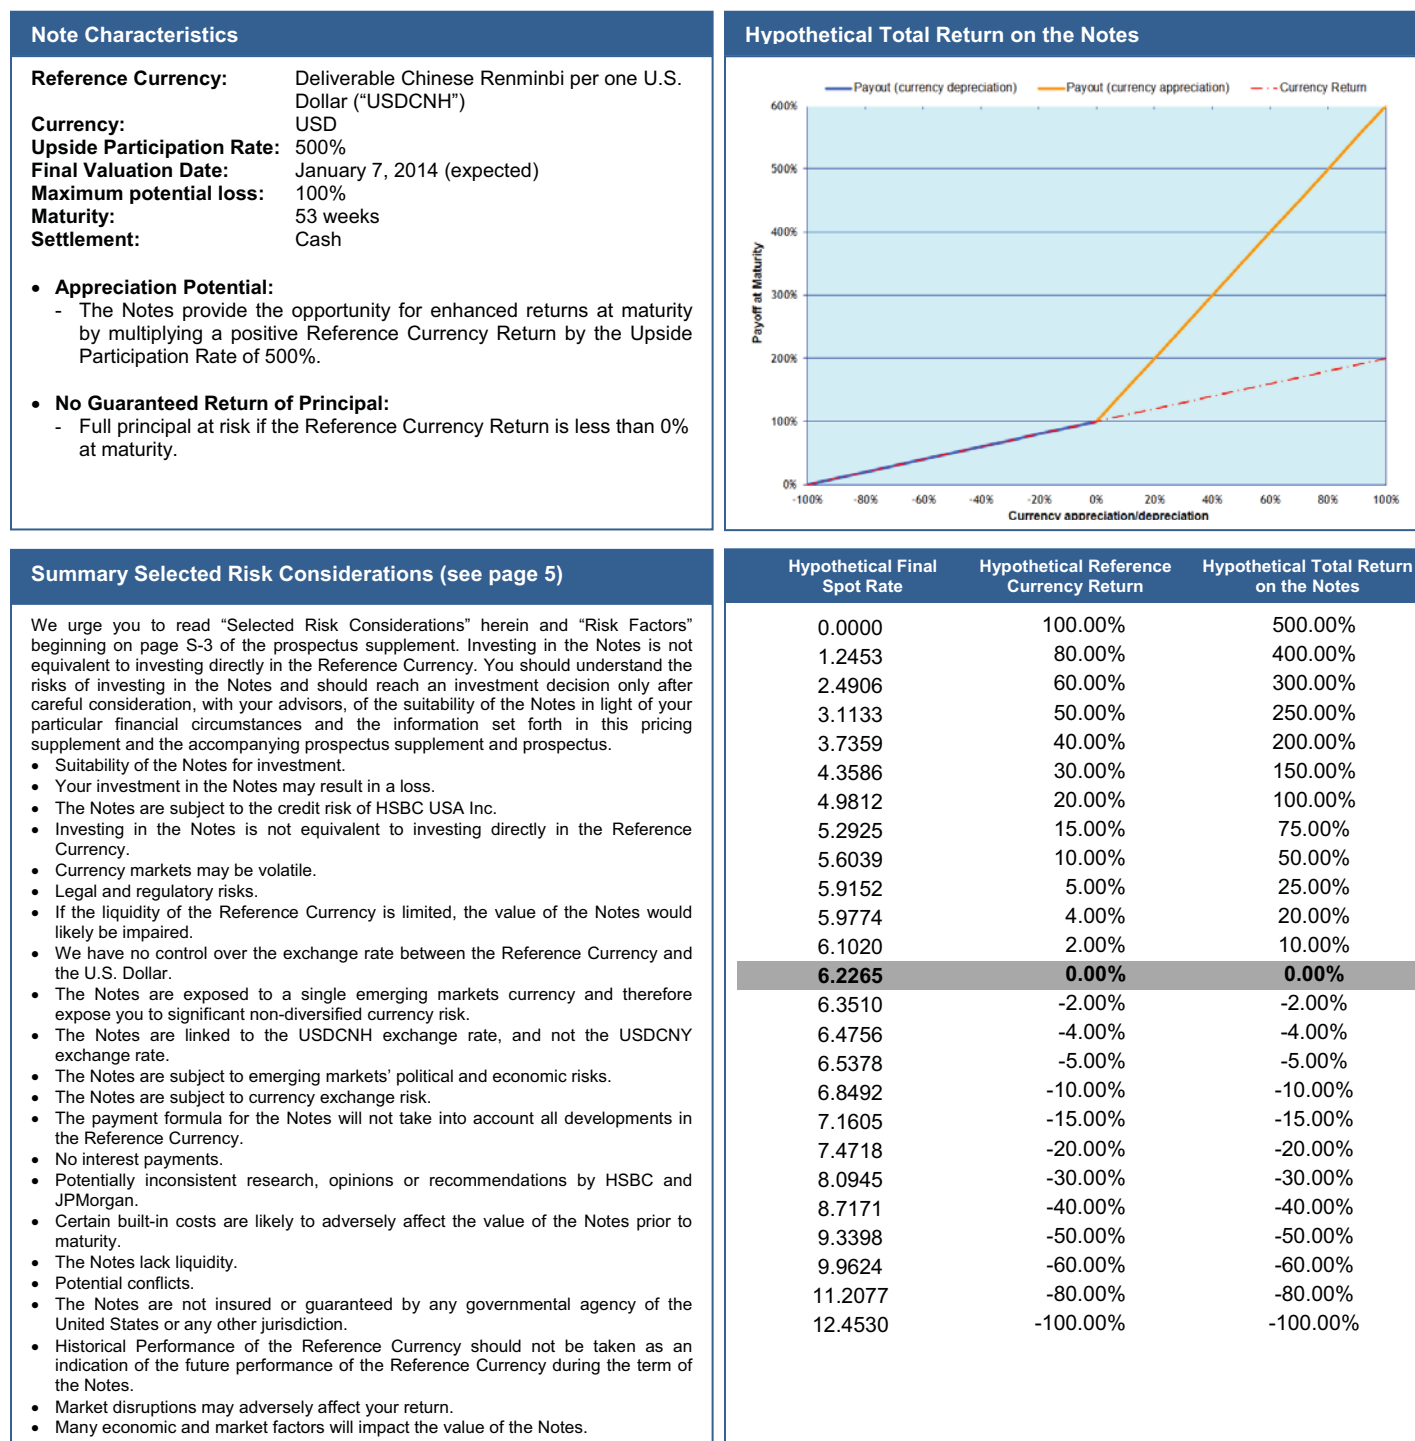 Note Characteristics
Reference Currency: Deliverable Chinese Renminbi per one U.S.
Dollar (“USDCNH”)
Currency: USD
Upside Participation Rate: 500%
Final Valuation Date: January 7, 2014 (expected)
Maximum potential loss: 100%
Maturity: 53 weeks
Settlement: Cash
• Appreciation Potential:
- The Notes provide the opportunity for enhanced returns at maturity
by multiplying a positive Reference Currency Return by the Upside
Participation Rate of 500%.
• No Guaranteed Return of Principal:
- Full principal at risk if the Reference Currency Return is less than 0%
at maturity.
Hypothetical Total Return on the Notes
Payout (currency depreciation) Payout (currency appreciation) Currency Return
600%
500%
400%
300%
200%
100%
0%
Payoff at Maturity
-100% -80% -60% -40% -20% 0% 20% 40% 60% 80% 100%
Currency appreciation/depreciation
Summary Selected Risk Considerations (see page 5)
We urge you to read “Selected Risk Considerations” herein and “Risk Factors”
beginning on page S-3 of the prospectus supplement. Investing in the Notes is not
equivalent to investing directly in the Reference Currency. You should understand the
risks of investing in the Notes and should reach an investment decision only after
careful consideration, with your advisors, of the suitability of the Notes in light of your
particular financial circumstances and the information set forth in this pricing
supplement and the accompanying prospectus supplement and prospectus.
• Suitability of the Notes for investment.
• Your investment in the Notes may result in a loss.
• The Notes are subject to the credit risk of HSBC USA Inc.
• Investing in the Notes is not equivalent to investing directly in the Reference
Currency.
• Currency markets may be volatile.
• Legal and regulatory risks.
• If the liquidity of the Reference Currency is limited, the value of the Notes would
likely be impaired.
• We have no control over the exchange rate between the Reference Currency and
the U.S. Dollar.
• The Notes are exposed to a single emerging markets currency and therefore
expose you to significant non-diversified currency risk.
• The Notes are linked to the USDCNH exchange rate, and not the USDCNY
exchange rate.
• The Notes are subject to emerging markets’ political and economic risks.
• The Notes are subject to currency exchange risk.
• The payment formula for the Notes will not take into account all developments in
the Reference Currency.
• No interest payments.
• Potentially inconsistent research, opinions or recommendations by HSBC and
JPMorgan.
• Certain built-in costs are likely to adversely affect the value of the Notes prior to
maturity.
• The Notes lack liquidity.
• Potential conflicts.
• The Notes are not insured or guaranteed by any governmental agency of the
United States or any other jurisdiction.
• Historical Performance of the Reference Currency should not be taken as an
indication of the future performance of the Reference Currency during the term of
the Notes.
• Market disruptions may adversely affect your return.
• Many economic and market factors will impact the value of the Notes.
Hypothetical Final Hypothetical Reference Hypothetical Total Return
Spot Rate Currency Return on the Notes
0.0000 100.00% 500.00%
1.2453 80.00% 400.00%
2.4906 60.00% 300.00%
3.1133 50.00% 250.00%
3.7359 40.00% 200.00%
4.3586 30.00% 150.00%
4.9812 20.00% 100.00%
5.2925 15.00% 75.00%
5.6039 10.00% 50.00%
5.9152 5.00% 25.00%
5.9774 4.00% 20.00%
6.1020 2.00% 10.00%
6.2265 0.00% 0.00%
6.3510 -2.00% -2.00%
6.4756 -4.00% -4.00%
6.5378 -5.00% -5.00%
6.8492 -10.00% -10.00%
7.1605 -15.00% -15.00%
7.4718 -20.00% -20.00%
8.0945 -30.00% -30.00%
8.7171 -40.00% -40.00%
9.3398 -50.00% -50.00%
9.9624 -60.00% -60.00%
11.2077 -80.00% -80.00%
12.4530 -100.00% -100.00%